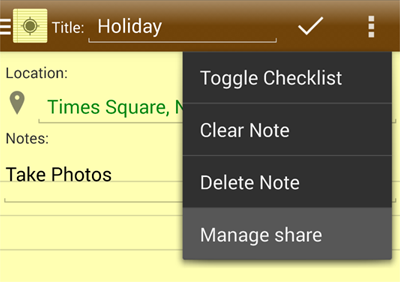 Title: Holiday
Location:
Times Square,
Notes:
Take Photos
Toggle Checklist
Clear Note
Delete Note
Manage share